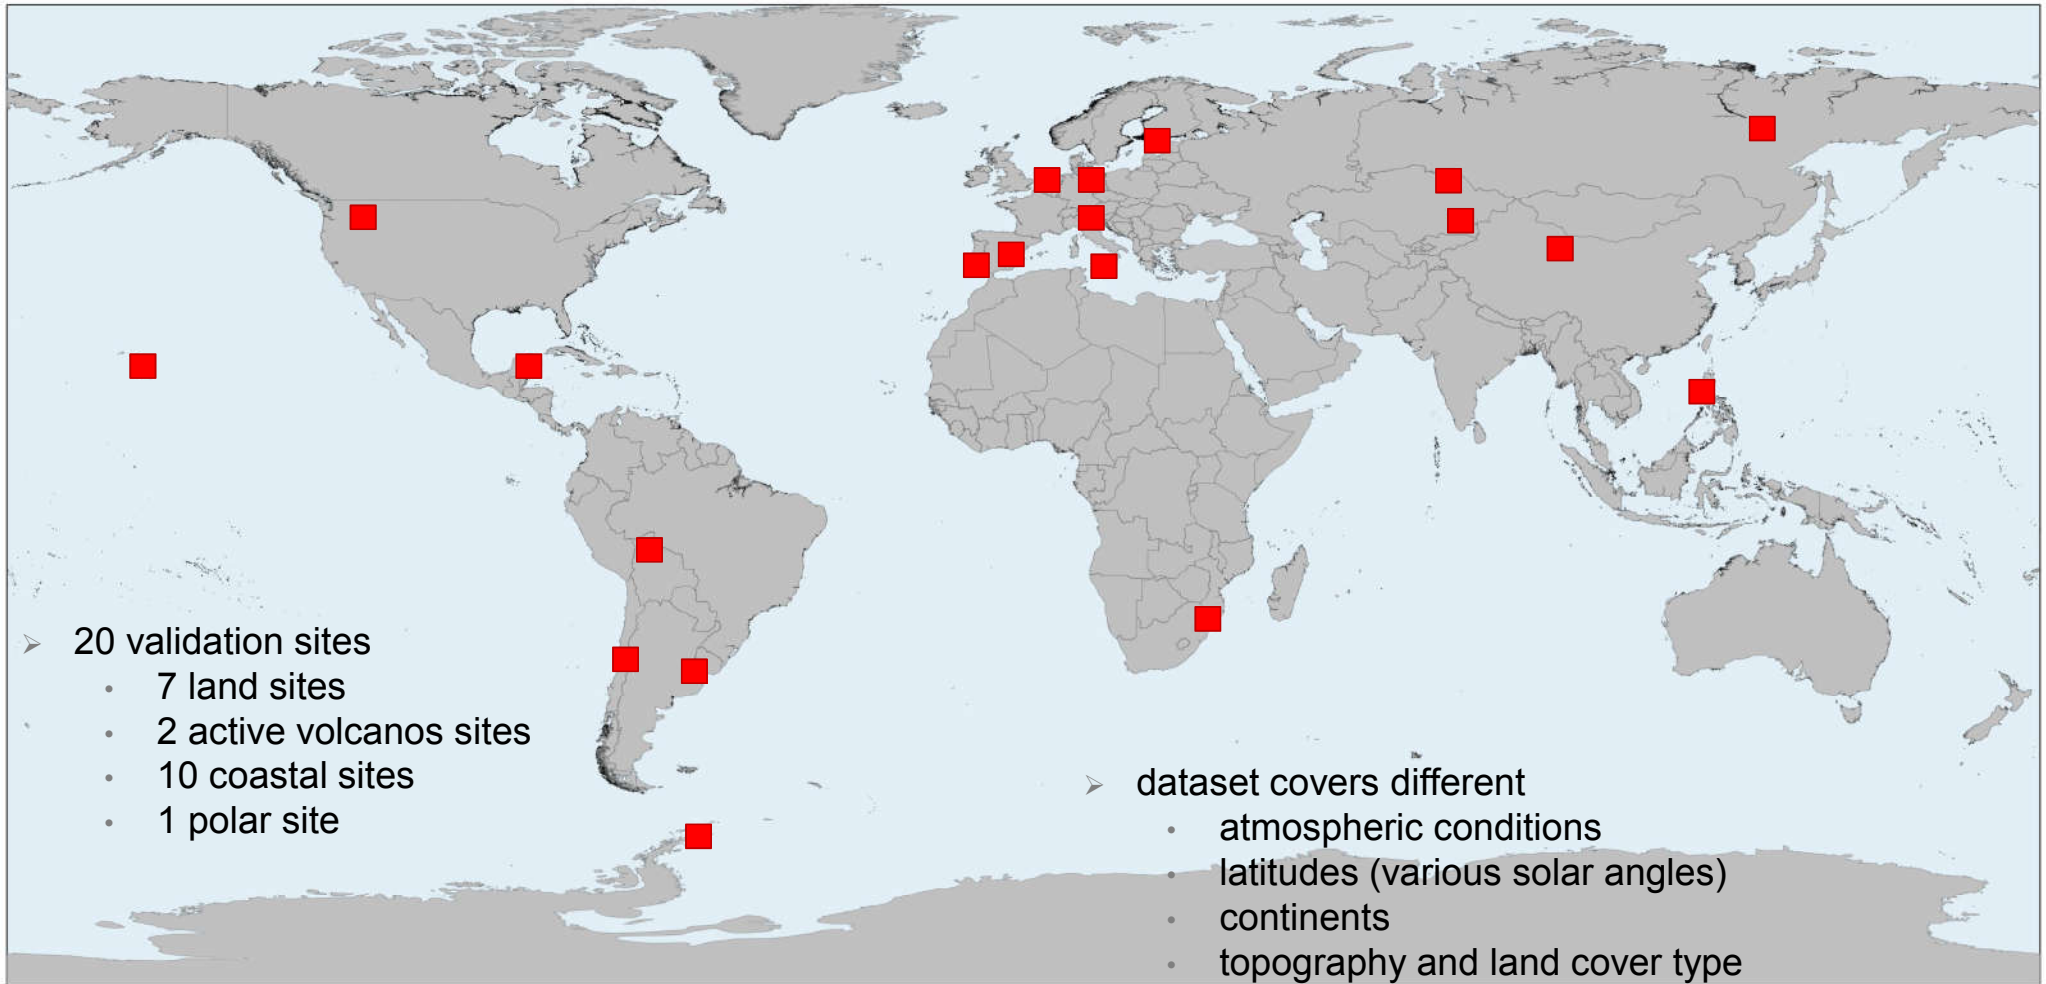 ➢ 20 validation sites
• 7 land sites
• 2 active volcanos sites
• 10 coastal sites
• 1 polar site
➢ dataset covers different
• atmospheric conditions
• latitudes (various solar angles)
• continents
• topography and land cover type